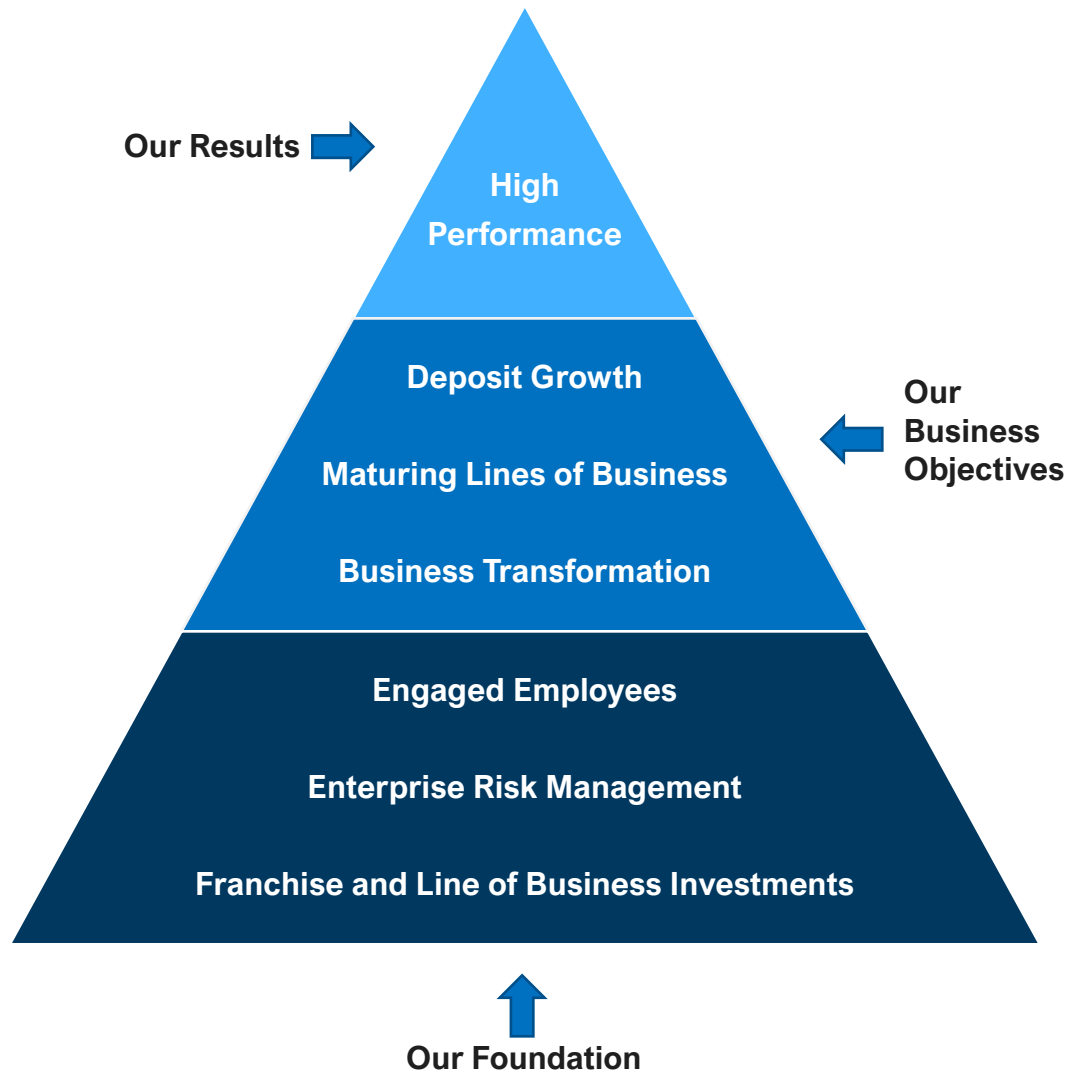 Our Results
High
Performance
Deposit Growth
Our
Business
Objectives
Maturing Lines of Business
Business Transformation
Engaged Employees
Enterprise Risk Management
Franchise and Line of Business Investments
Our Foundation